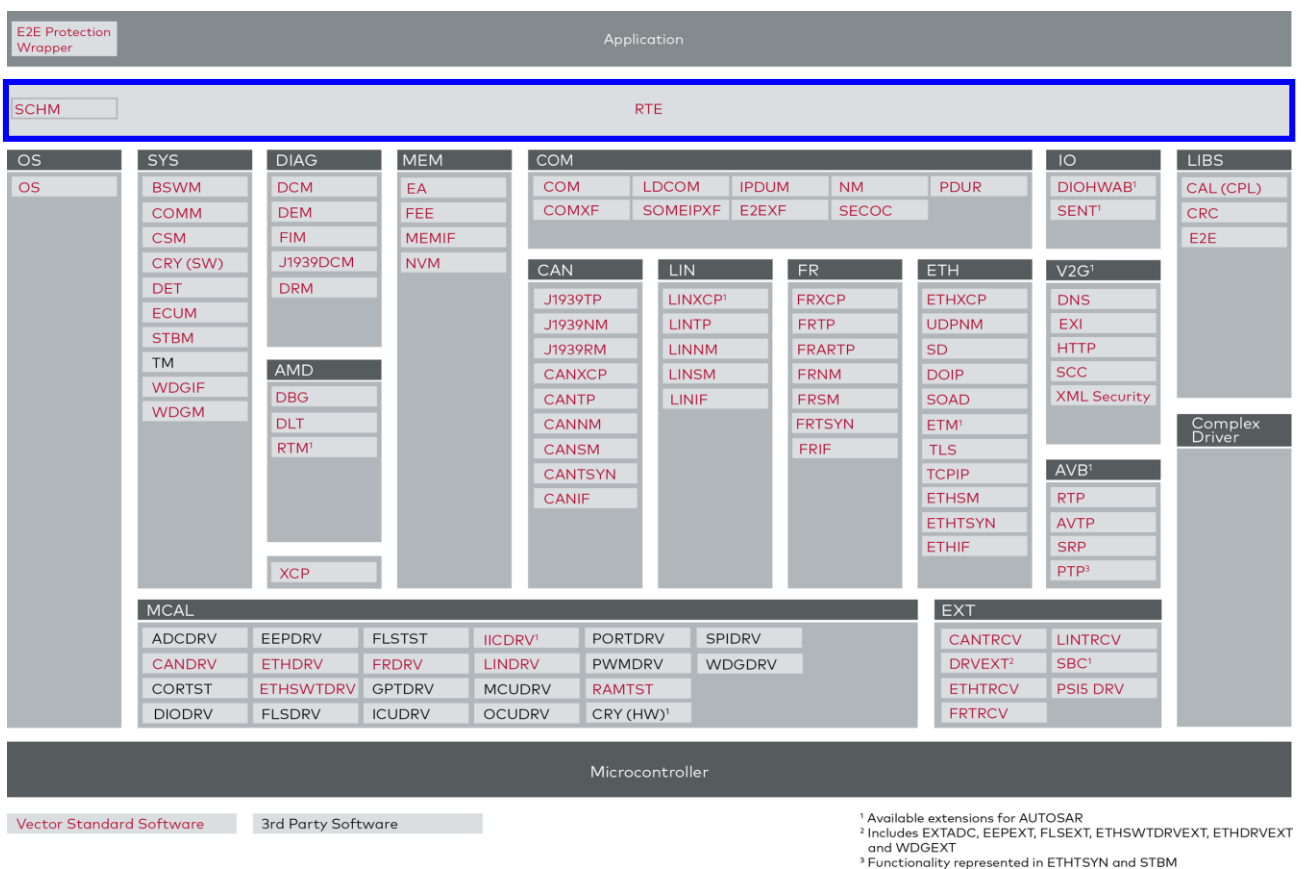 E2E Protection
Wrapper
Application
SCHM
RTE
OS
OS
SYS
BSWM
COMM
CSM
CRY (SW)
DET
ECUM
STBM
TM
WDGIF
WDGM
DIAG
DCM
DEM
FIM
J1939DCM
DRM
AMD
DBG
DLT
RTM¹
XCP
MEM
EA
FEE
MEMIF
NVM
COM
COM LDCOM IPDUM NM PDUR
COMXF SOMEIPXF E2EXF SECOC
CAN
J1939TP
J1939NM
J1939RM
CANXCP
CANTP
CANNM
CANSM
CANTSYN
CANIF
LIN
LINXCP¹
LINTP
LINNM
LINSM
LINIF
FR
FRXCP
FRTP
FRARTP
FRNM
FRSM
FRTSYN
FRIF
ETH
ETHXCP
UDPNM
SD
DOIP
SOAD
ETM¹
TLS
TCPIP
ETHSM
ETHTSYN
ETHIF
IO
DIOHWAB¹
SENT¹
V2G¹
DNS
EXI
HTTP
SCC
XML Security
AVB¹
RTP
AVTP
SRP
PTP³
LIBS
CAL (CPL)
CRC
E2E
Complex
Driver
MCAL
ADCDRV EEPDRV FLSTST IICDRV¹ PORTDRV SPIDRV
CANDRV ETHDRV FRDRV LINDRV PWMDRV WDGDRV
CORTST ETHSWTDRV GPTDRV MCUDRV RAMTST
DIODRV FLSDRV ICUDRV OCUDRV CRY (HW)¹
EXT
CANTRCV LINTRCV
DRVEXT² SBC¹
ETHTRCV PSI5 DRV
FRTRCV
Microcontroller
Vector Standard Software
3rd Party Software
¹ Available extensions for AUTOSAR
² Includes EXTADC, EEPEXT, FLSEXT, ETHSWTDRVEXT, ETHDRVEXT
and WDGEXT
³ Functionality represented in ETHTSYN and STBM